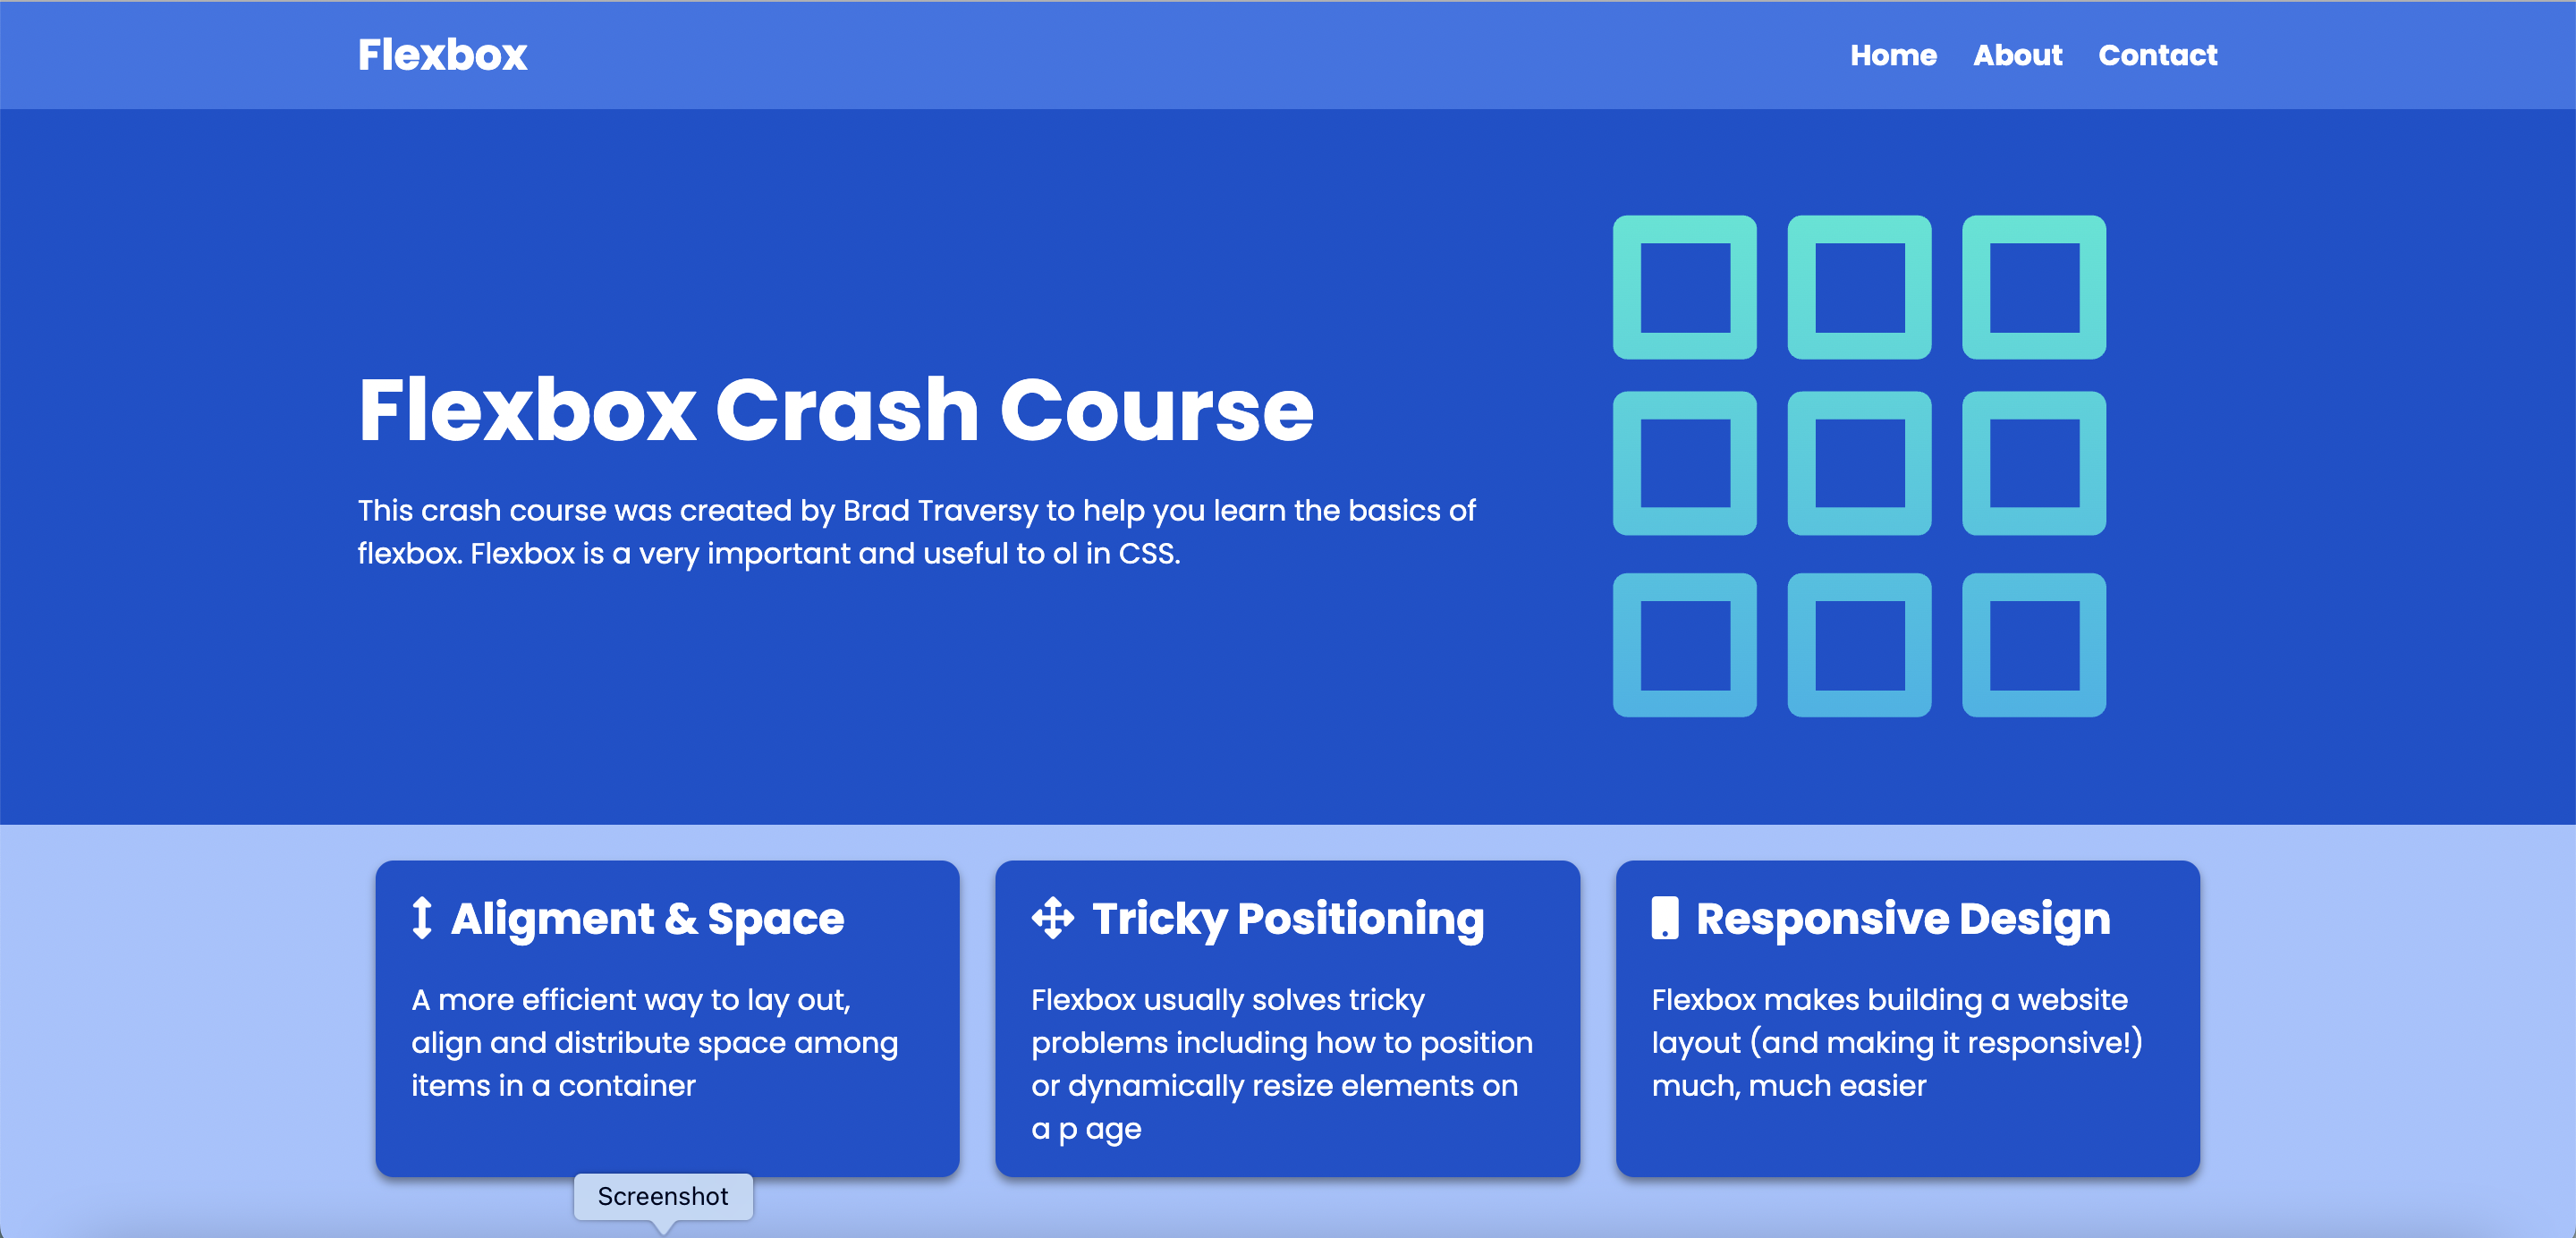 Flexbox
Home About Contact
Flexbox Crash Course
This crash course was created by Brad Traversy to help you learn the basics of
flexbox. Flexbox is a very important and useful to ol in CSS.
Aligment & Space
A more efficient way to lay out,
align and distribute space among
items in a container
Tricky Positioning
Flexbox usually solves tricky
problems including how to position
or dynamically resize elements on
a p age
Responsive Design
Flexbox makes building a website
layout (and making it responsive!)
much, much easier
Screenshot